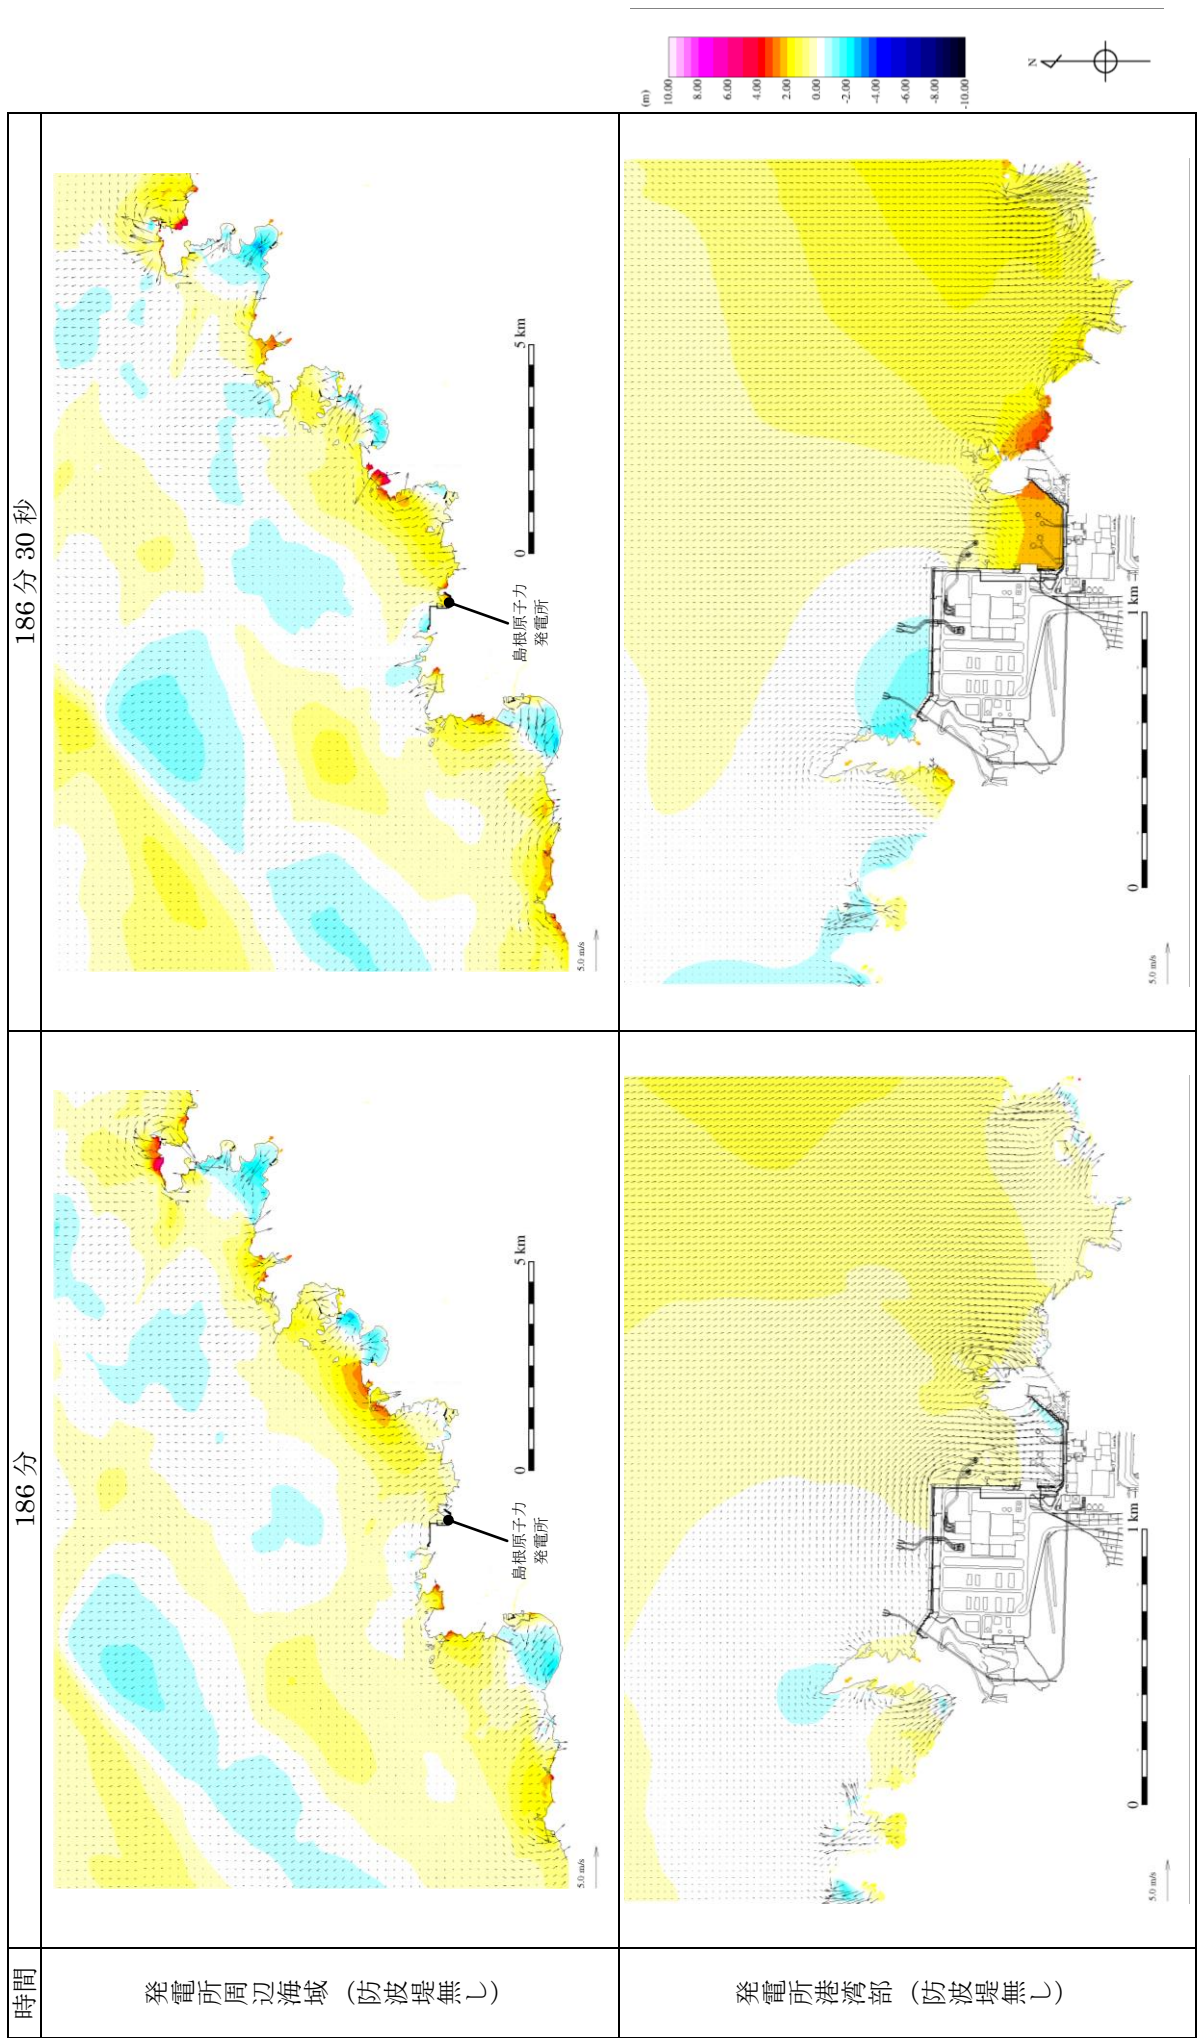 時間
186分
186分30秒
発電所周辺海域（防波堤無し）
島根原子力
発電所
0
5 km
5.0 m/s
島根原子力
発電所
0
5 km
5.0 m/s
発電所港湾部（防波堤無し）
0
1 km
5.0 m/s
0
1 km
5.0 m/s
(m)
10.00
8.00
6.00
4.00
2.00
0.00
-2.00
-4.00
-6.00
-8.00
-10.00
N